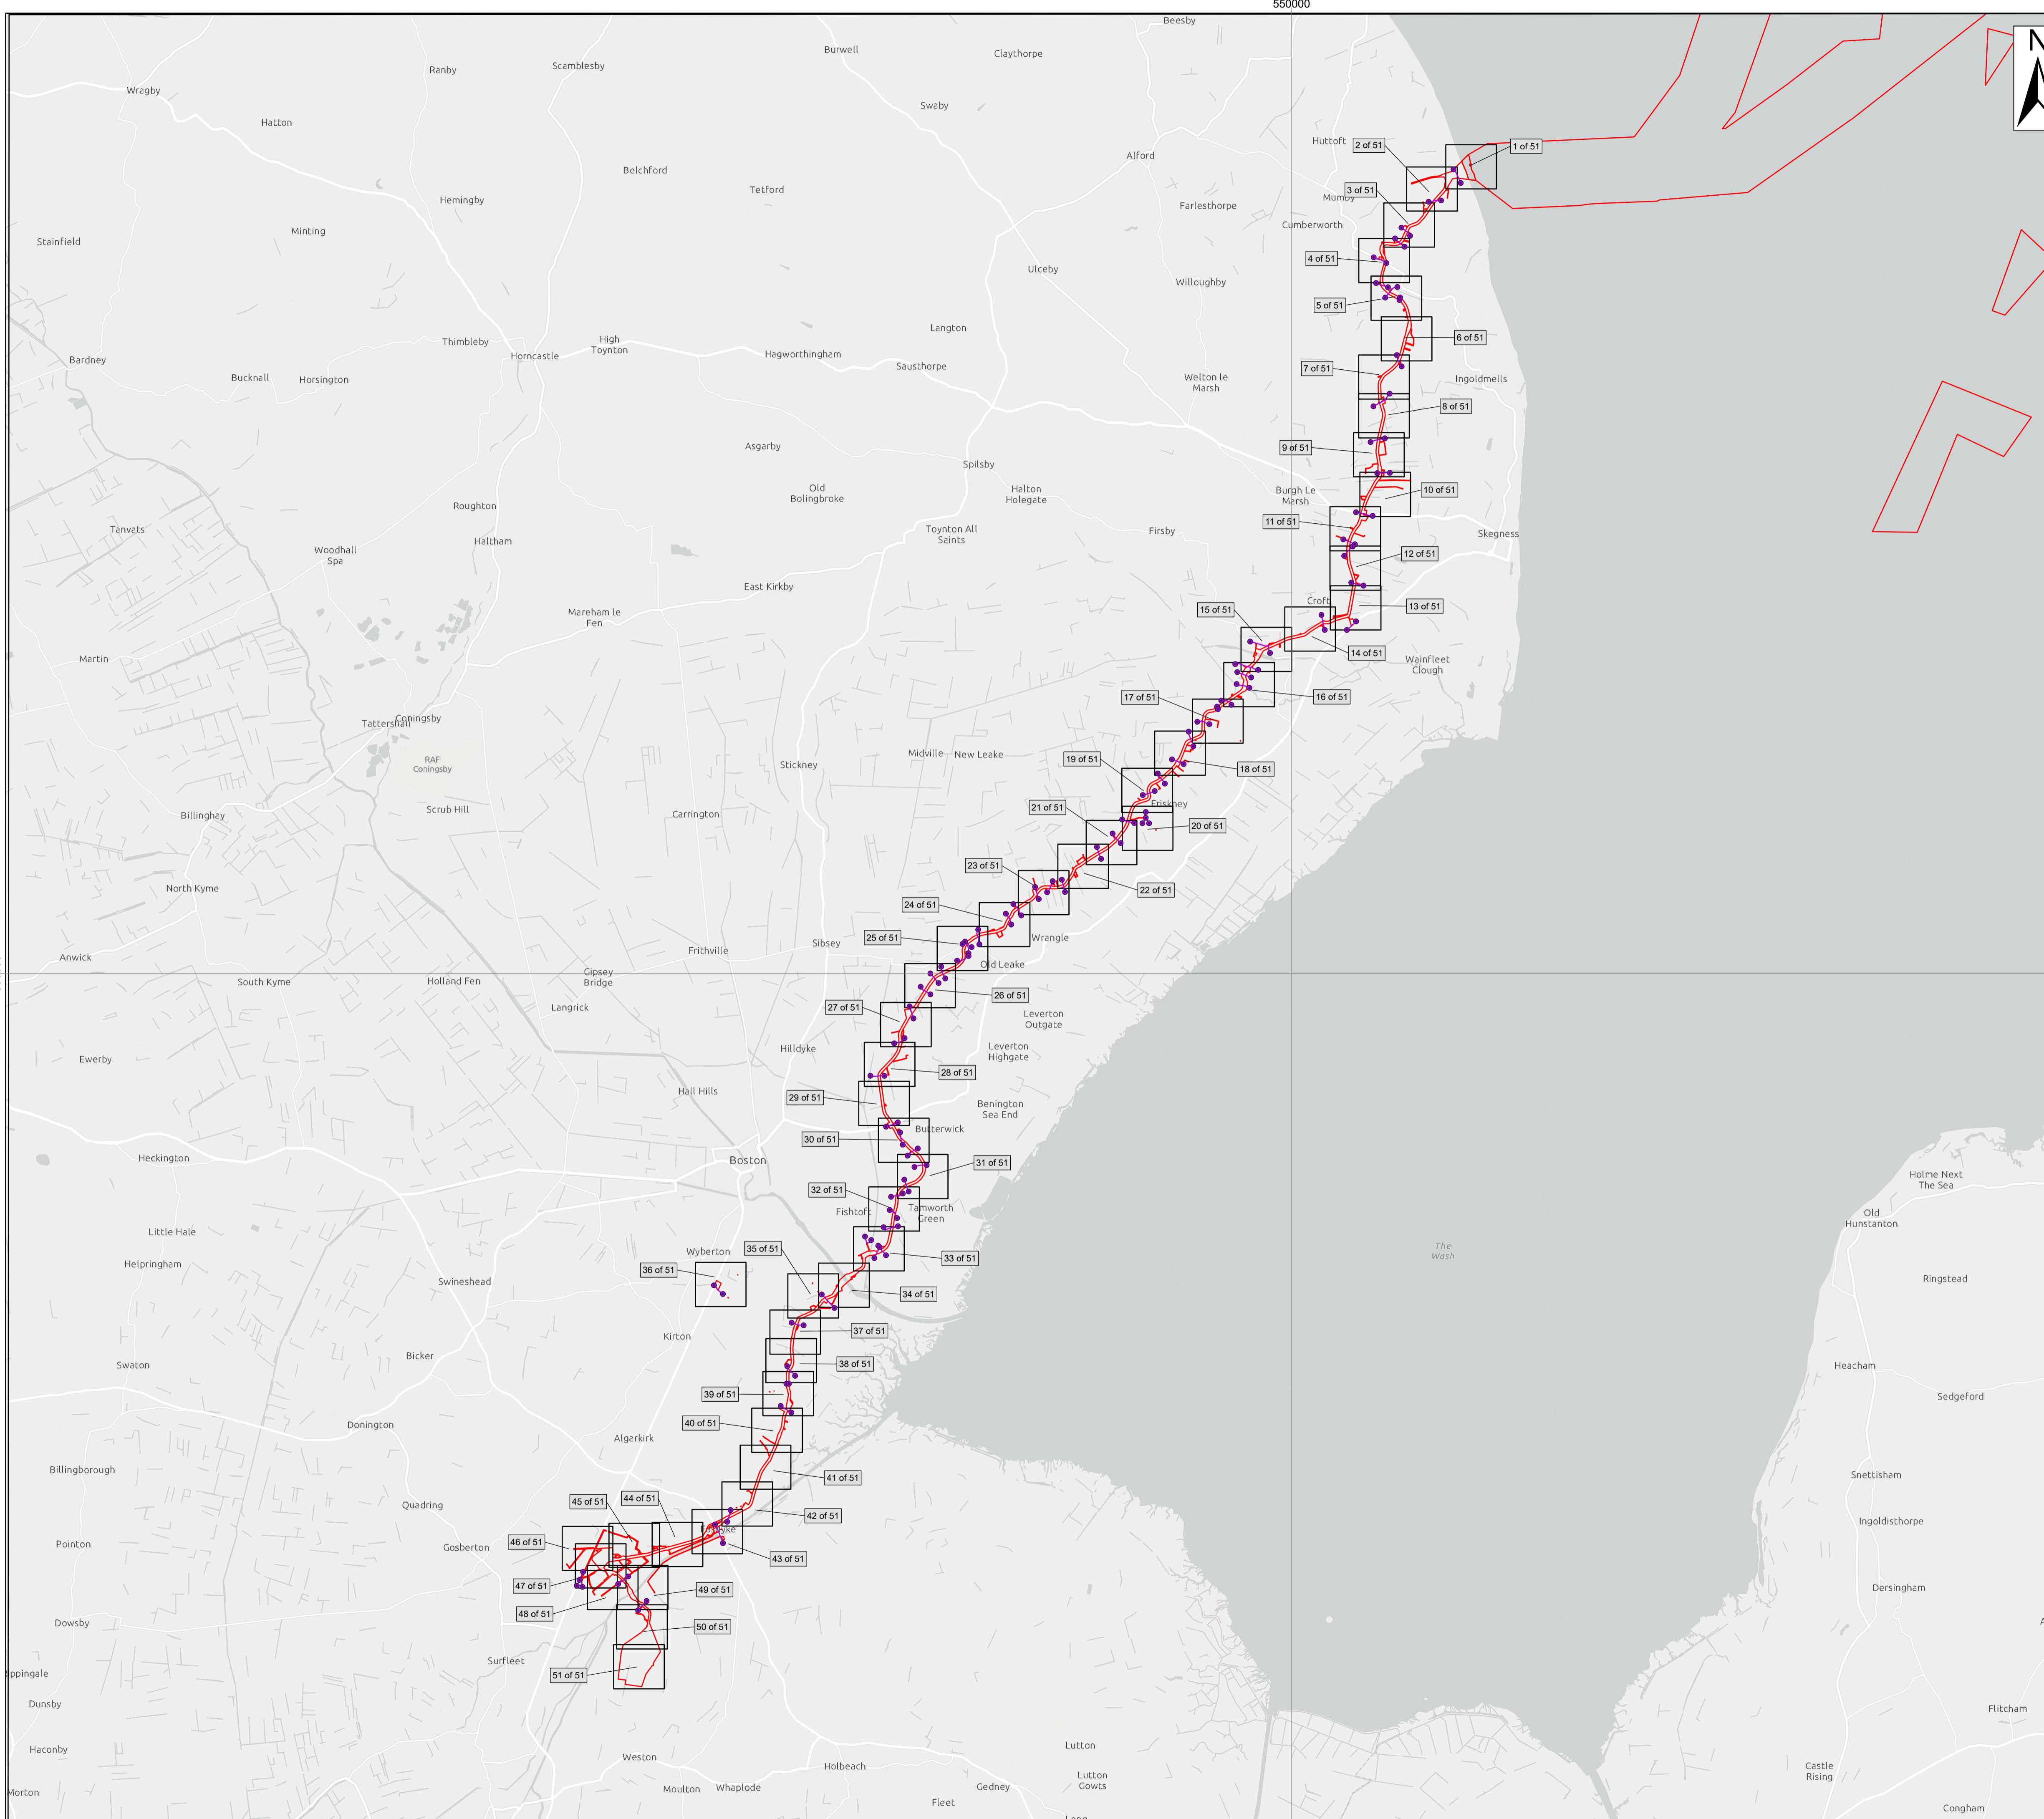 550000
N
Beesby
Burwell
Claythorpe
Ranby
Scamblesby
Wragby
Swaby
Hatton
Huttoft
2 of 51
1 of 51
Alford
Belchford
Tetford
3 of 51
Mumby
Hemingby
Farlesthorpe
Cumberworth
Minting
Stainfield
4 of 51
Ulceby
Willoughby
5 of 51
Langton
6 of 51
Thimbleby
High
Toynton
Horncastle
Hagworthingham
Bardney
Sausthorpe
7 of 51
Bucknall
Horsington
Welton le
Marsh
Ingoldmells
8 of 51
Asgarby
9 of 51
Spilsby
Old
Bolingbroke
Halton
Holegate
Burgh Le
Marsh
10 of 51
Roughton
11 of 51
Tanvats
Toynton All
Saints
Firsby
Skegness
Haltham
Woodhall
Spa
12 of 51
East Kirkby
Croft
13 of 51
15 of 51
Mareham le
Fen
14 of 51
Martin
Wainfleet
Clough
17 of 51
16 of 51
Coningsby
Tattershall
Midville
New Leake
19 of 51
RAF
Coningsby
Stickney
18 of 51
Friskney
21 of 51
Scrub Hill
Carrington
Billinghay
20 of 51
23 of 51
North Kyme
22 of 51
24 of 51
25 of 51
Wrangle
Sibsey
Frithville
Anwick
Old Leake
Gipsey
Bridge
South Kyme
Holland Fen
26 of 51
27 of 51
Langrick
Leverton
Outgate
Hilldyke
Leverton
Highgate
Ewerby
28 of 51
Hall Hills
29 of 51
Benington
Sea End
Butterwick
30 of 51
Heckington
Boston
31 of 51
Holme Next
The Sea
32 of 51
Tamworth
Green
Fishtoft
Old
Hunstanton
Little Hale
35 of 51
Wyberton
33 of 51
The
Wash
Helpringham
36 of 51
Swineshead
Ringstead
34 of 51
37 of 51
Kirton
Bicker
38 of 51
Swaton
Heacham
39 of 51
Sedgeford
40 of 51
Donington
Algarkirk
Billingborough
41 of 51
Snettisham
45 of 51
44 of 51
Quadring
42 of 51
Ingoldisthorpe
46 of 51
Pointon
Gosberton
43 of 51
47 of 51
49 of 51
Dersingham
48 of 51
Dowsby
50 of 51
Surfleet
51 of 51
ppingale
Dunsby
Flitcham
Haconby
Lutton
Weston
Holbeach
Castle
Rising
Lutton
Gowts
Moulton
Whaplode
Gedney
Morton
Fleet
Congham